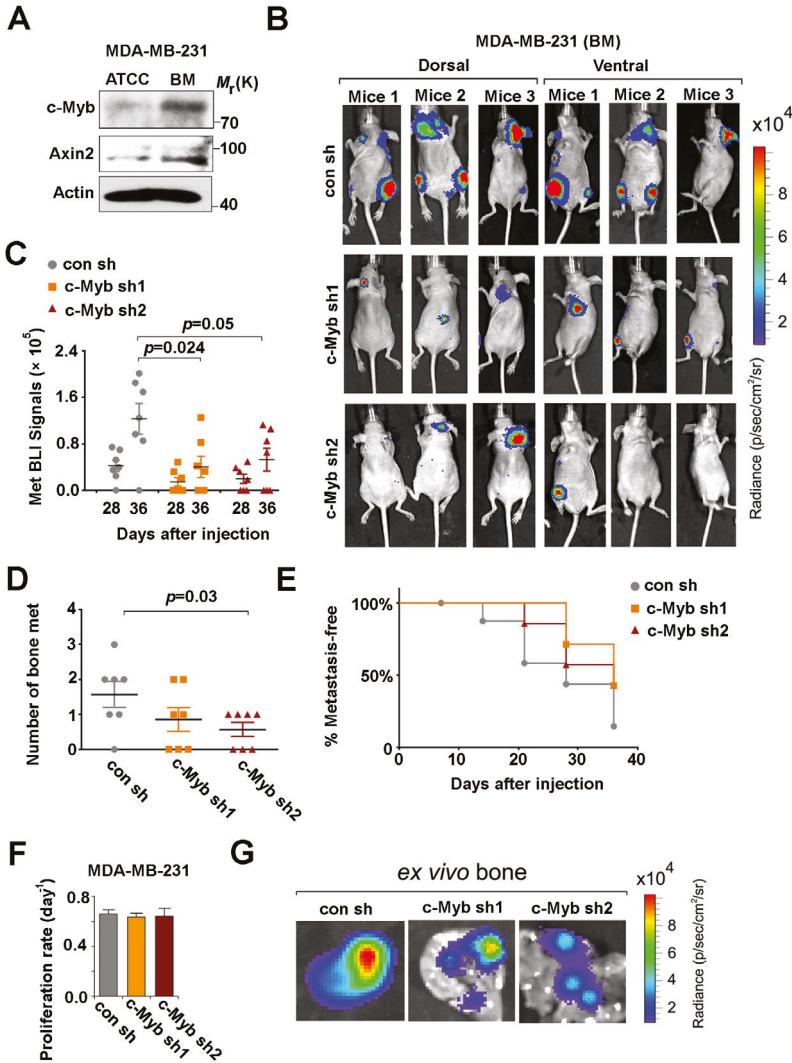 A
MDA-MB-231
ATCC BM Mr(K)
c-Myb
70
Axin2
100
Actin
40
B
MDA-MB-231 (BM)
Dorsal Ventral
Mice 1 Mice 2 Mice 3 Mice 1 Mice 2 Mice 3
con sh
c-Myb sh1
c-Myb sh2
×10⁴
10
8
6
4
2
Radiance (p/sec/cm²/sr)
C
con sh
c-Myb sh1
c-Myb sh2
p=0.05
p=0.024
Met BLI Signals (× 10⁵)
2.4
1.6
0.8
0.0
28 36 28 36 28 36
Days after injection
D
p=0.03
Number of bone met
4
3
2
1
0
con sh
c-Myb sh1
c-Myb sh2
E
con sh
c-Myb sh1
c-Myb sh2
% Metastasis-free
100%
50%
0
0 10 20 30 40
Days after injection
F
MDA-MB-231
Proliferation rate (day⁻¹)
0.8
0.4
0.0
con sh
c-Myb sh1
c-Myb sh2
G
ex vivo bone
con sh c-Myb sh1 c-Myb sh2
×10⁴
10
8
6
4
2
Radiance (p/sec/cm²/sr)